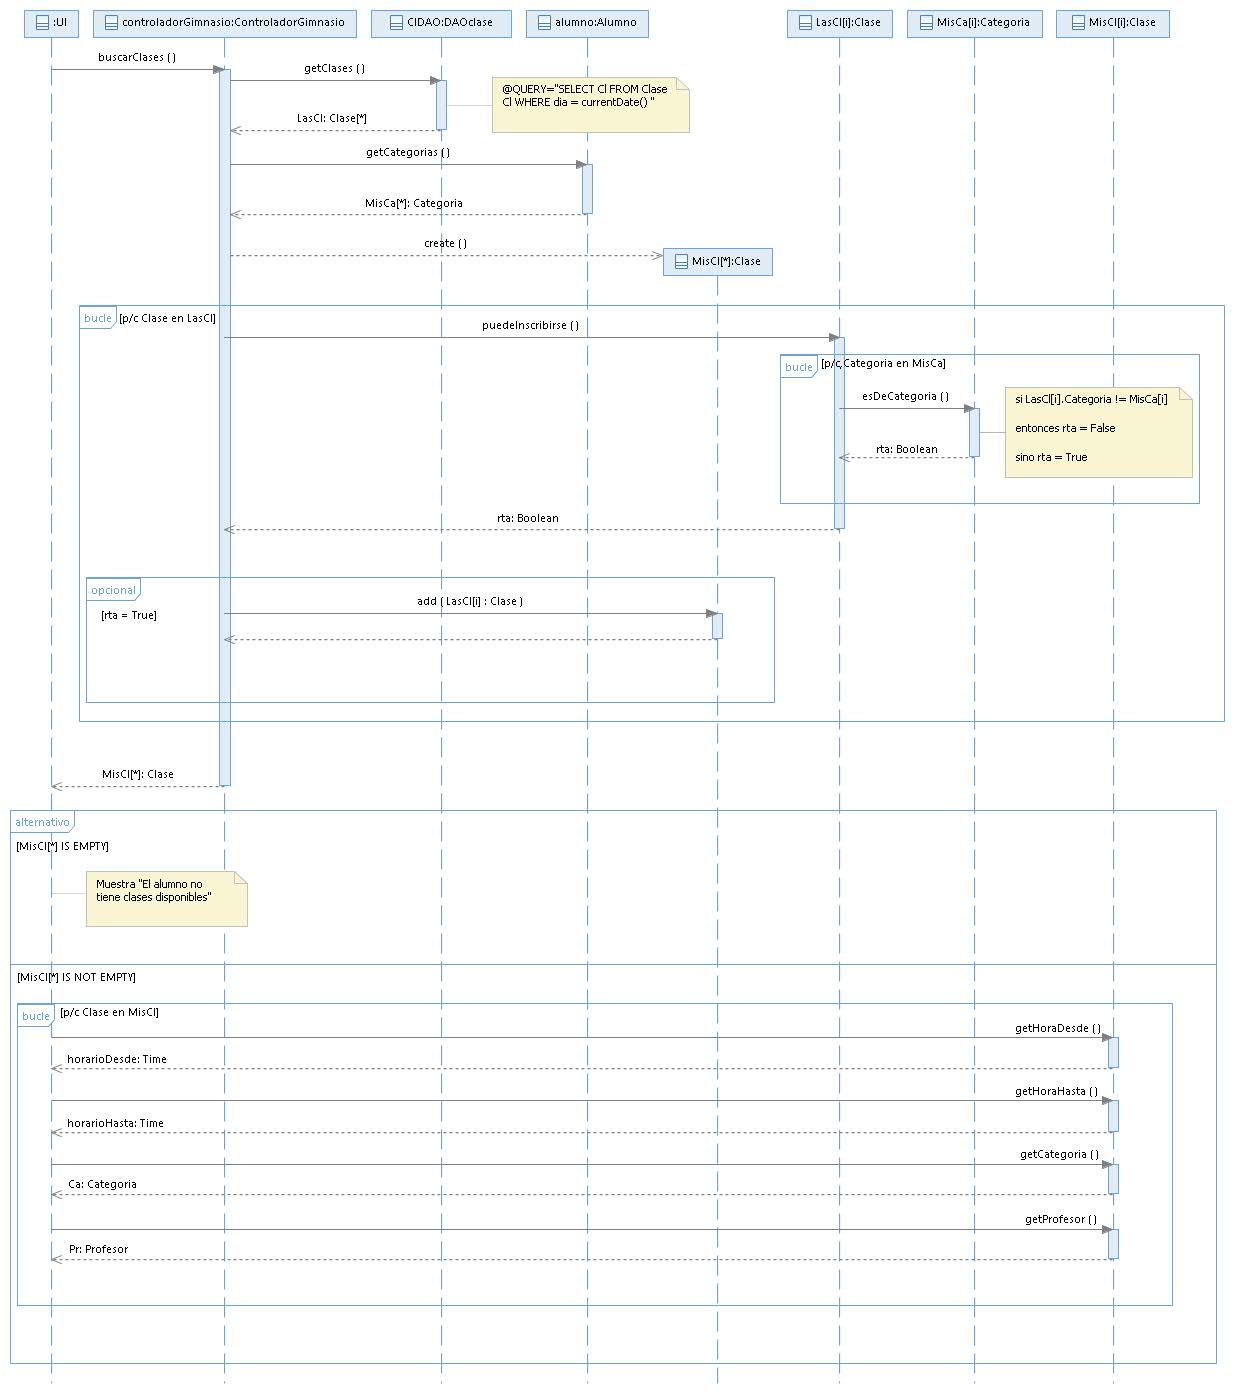 :UI
controladorGimnasio:ControladorGimnasio
ClDAO:DAOclase
alumno:Alumno
LasCl[i]:Clase
MisCa[i]:Categoria
MisCl[i]:Clase
buscarClases ( )
getClases ( )
@QUERY="SELECT Cl FROM Clase
Cl WHERE dia = currentDate() "
LasCl: Clase[*]
getCategorias ( )
MisCa[*]: Categoria
create ( )
MisCl[*]:Clase
bucle
[p/c Clase en LasCl]
puedeInscribirse ( )
bucle
[p/c Categoria en MisCa]
esDeCategoria ( )
si LasCl[i].Categoria != MisCa[i]
entonces rta = False
sino rta = True
rta: Boolean
rta: Boolean
opcional
[rta = True]
add ( LasCl[i] : Clase )
MisCl[*]: Clase
alternativo
[MisCl[*] IS EMPTY]
Muestra "El alumno no
tiene clases disponibles"
[MisCl[*] IS NOT EMPTY]
bucle
[p/c Clase en MisCl]
getHoraDesde ( )
horarioDesde: Time
getHoraHasta ( )
horarioHasta: Time
getCategoria ( )
Ca: Categoria
getProfesor ( )
Pr: Profesor